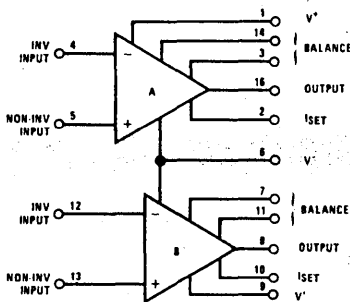 1 V+
14
3 BALANCE
INV INPUT 4 −
A
16 OUTPUT
NON-INV INPUT 5 +
2 ISET
6 V-
7
11 BALANCE
INV INPUT 12 −
B
8 OUTPUT
NON-INV INPUT 13 +
10 ISET
9 V+